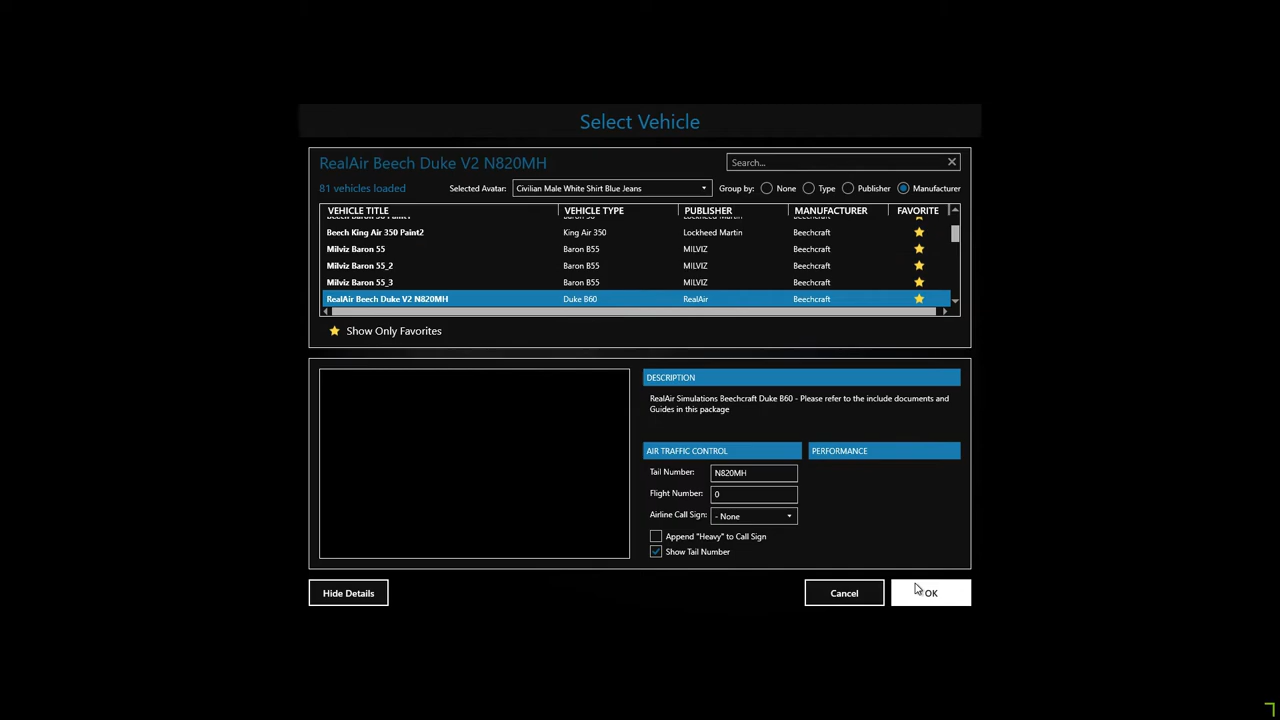 Select Vehicle
RealAir Beech Duke V2 N820MH
Search...
81 vehicles loaded
Selected Avatar: Civilian Male White Shirt Blue Jeans
Group by: None Type Publisher Manufacturer
VEHICLE TITLE VEHICLE TYPE PUBLISHER MANUFACTURER FAVORITE
Beech King Air 350 Paint2 King Air 350 Lockheed Martin Beechcraft
Milviz Baron 55 Baron B55 MILVIZ Beechcraft
Milviz Baron 55_2 Baron B55 MILVIZ Beechcraft
Milviz Baron 55_3 Baron B55 MILVIZ Beechcraft
RealAir Beech Duke V2 N820MH Duke B60 RealAir Beechcraft
Show Only Favorites
DESCRIPTION
RealAir Simulations Beechcraft Duke B60 - Please refer to the include documents and
Guides in this package
AIR TRAFFIC CONTROL PERFORMANCE
Tail Number: N820MH
Flight Number: 0
Airline Call Sign: - None
Append "Heavy" to Call Sign
Show Tail Number
Hide Details Cancel OK